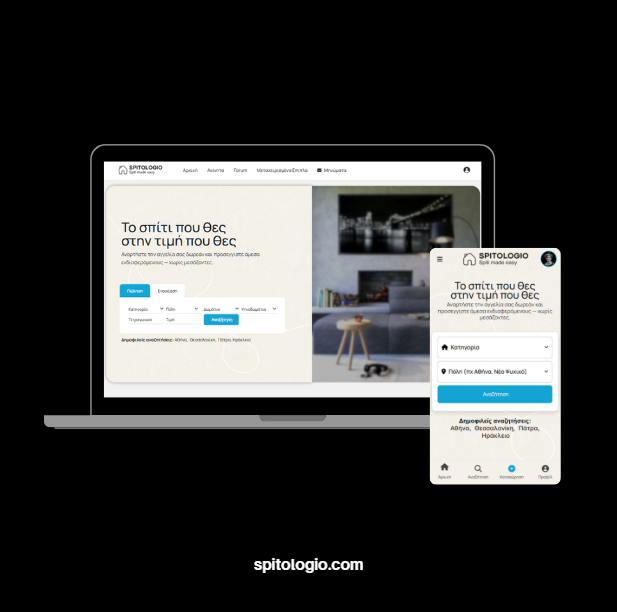 SPITOLOGIO
Spiti made easy
Αρχική Ακίνητα Forum Μεταχειρισμένα Έπιπλα Μηνύματα
Το σπίτι που θες
στην τιμή που θες
Αναρτήστε την αγγελία σας δωρεάν και προσεγγίστε άμεσα
ενδιαφερόμενους — χωρίς μεσάζοντες.
Πώληση Ενοικίαση
Κατηγορία Πόλη Δωμάτια Υπνοδωμάτια
Τετραγωνικά Τιμή Αναζήτηση
Δημοφιλείς αναζητήσεις: Αθήνα, Θεσσαλονίκη, Πάτρα, Ηράκλειο
SPITOLOGIO
Spiti made easy
Το σπίτι που θες
στην τιμή που θες
Αναρτήστε την αγγελία σας δωρεάν και
προσεγγίστε άμεσα ενδιαφερόμενους — χωρίς
μεσάζοντες.
Κατηγορία
Πόλη (πχ Αθήνα, Νέο Ψυχικό)
Αναζήτηση
Δημοφιλείς αναζητήσεις:
Αθήνα, Θεσσαλονίκη, Πάτρα,
Ηράκλειο
Αρχική Αναζήτηση Καταχώρηση Προφίλ
spitologio.com